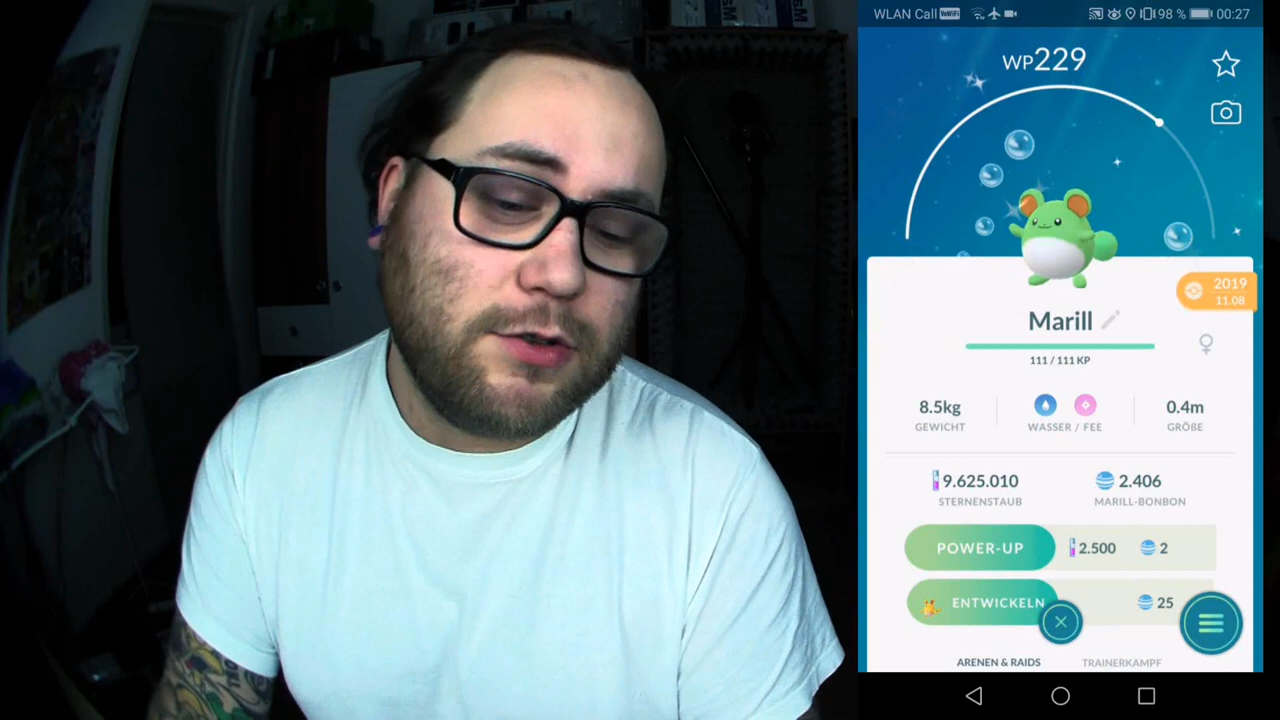 WLAN Call VoWiFi 98 % 00:27
WP229
2019
11.08
Marill
111 / 111 KP
8.5kg
GEWICHT
WASSER / FEE
0.4m
GRÖßE
9.625.010
STERNENSTAUB
2.406
MARILL-BONBON
POWER-UP 2.500 2
ENTWICKELN 25
ARENEN & RAIDS TRAINERKAMPF